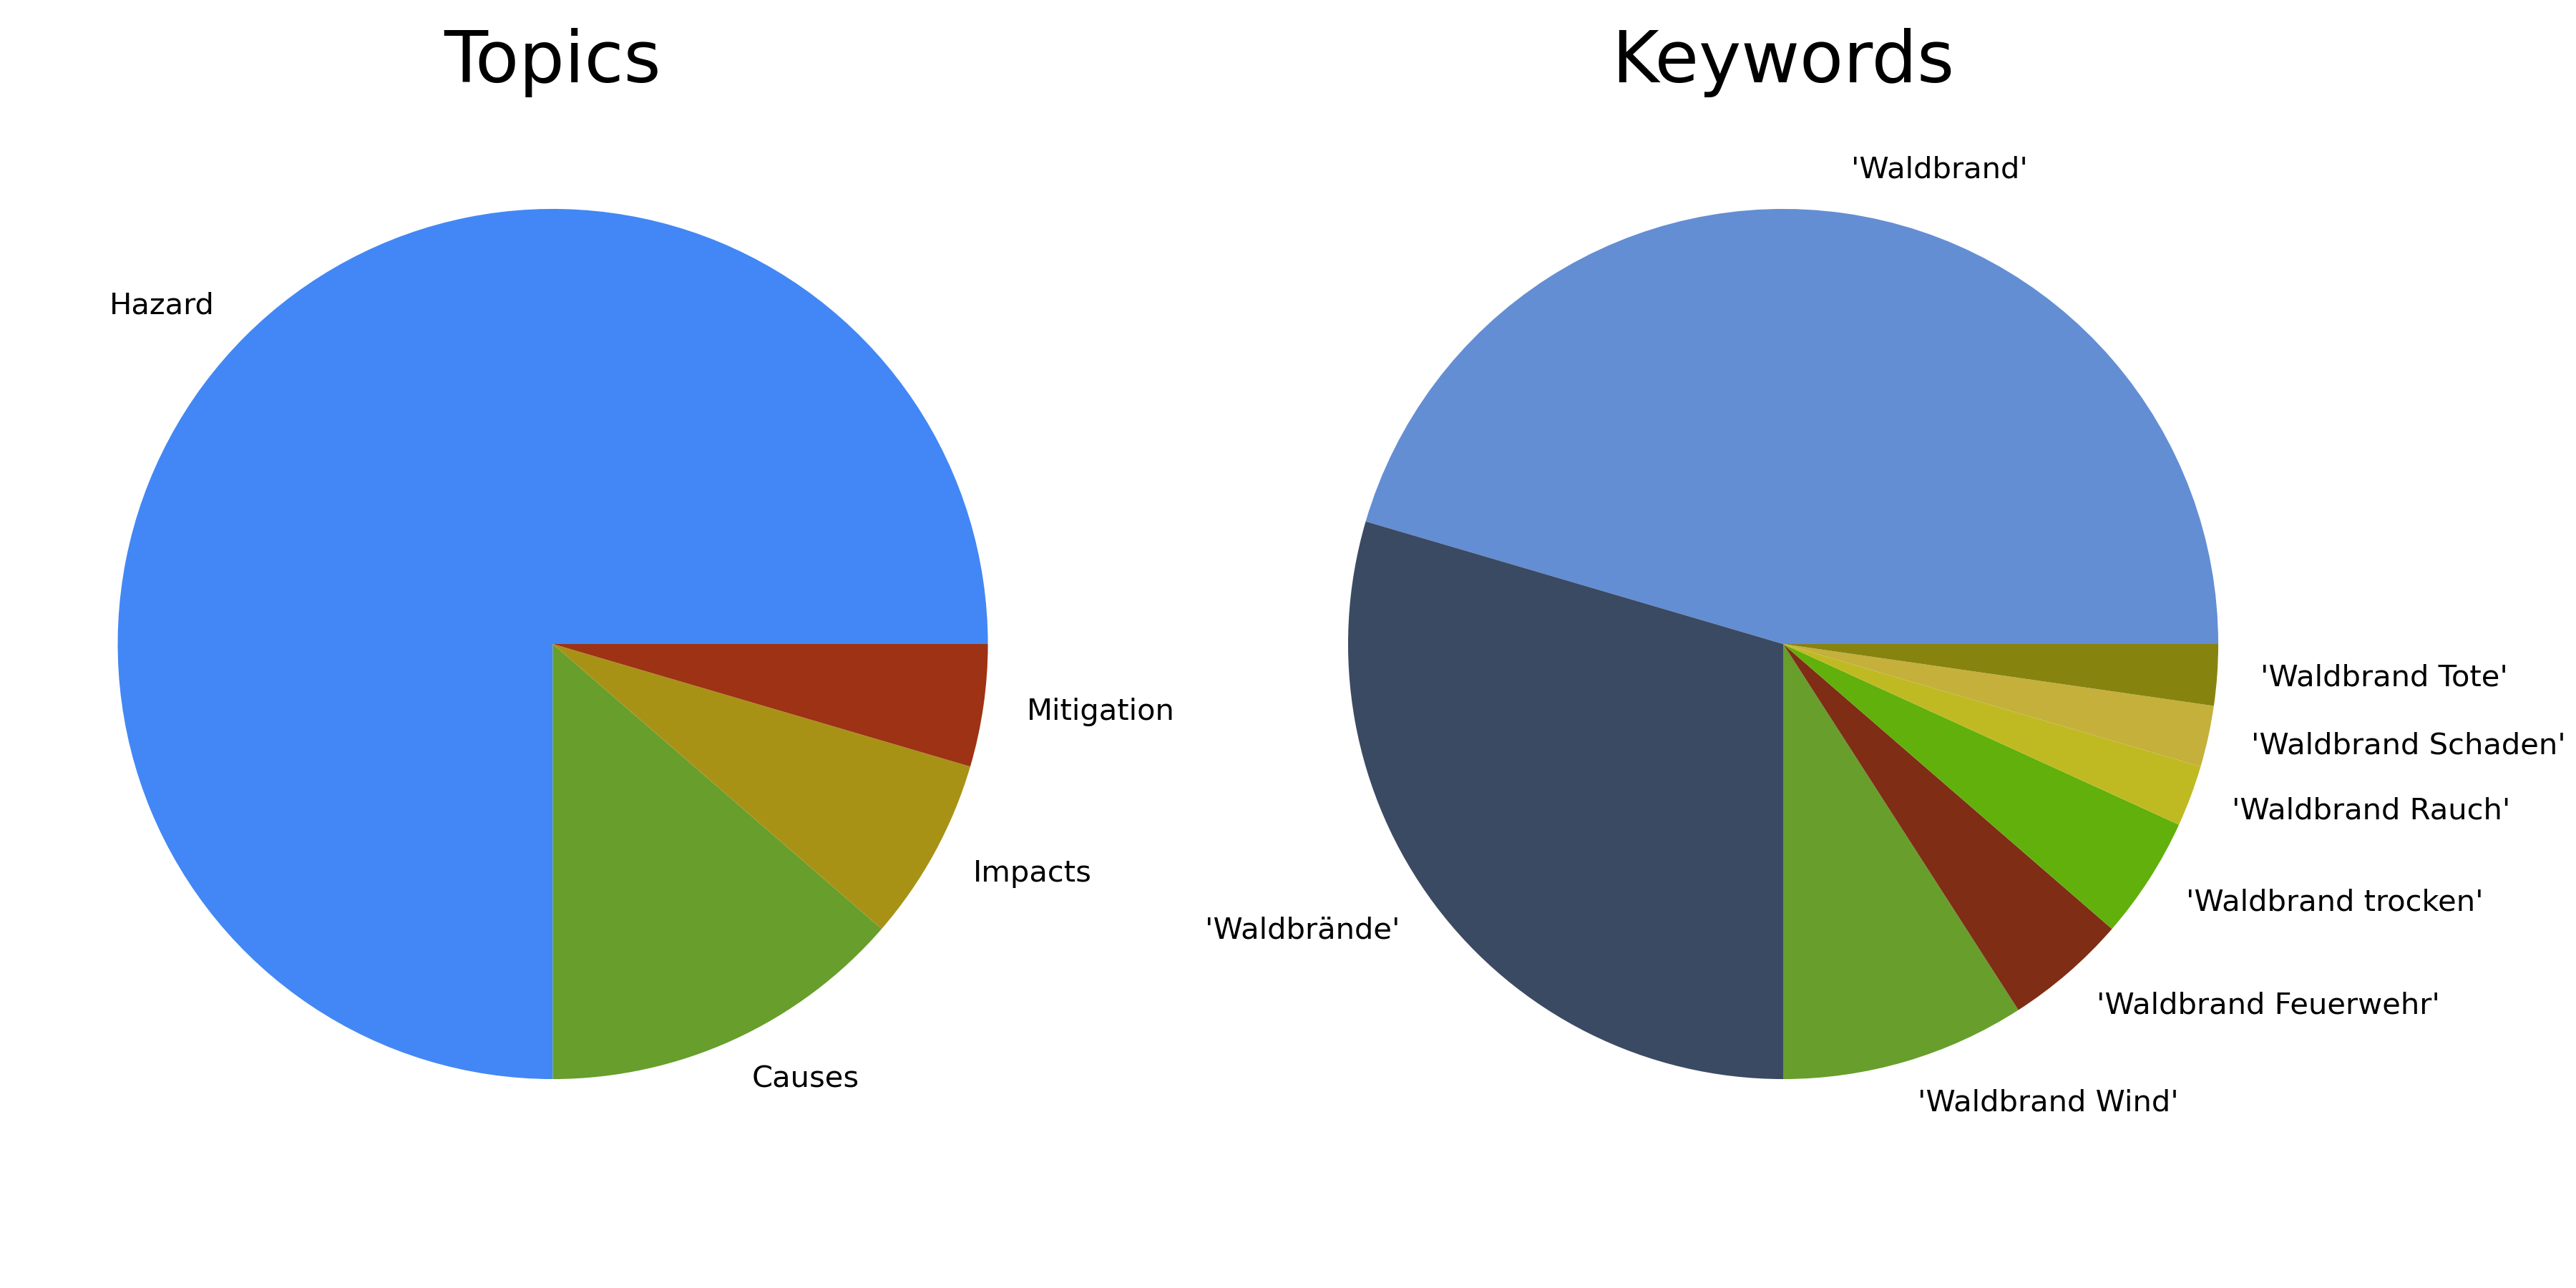 Topics
Hazard
Mitigation
Impacts
Causes
Keywords
'Waldbrand'
'Waldbrände'
'Waldbrand Tote'
'Waldbrand Schaden'
'Waldbrand Rauch'
'Waldbrand trocken'
'Waldbrand Feuerwehr'
'Waldbrand Wind'